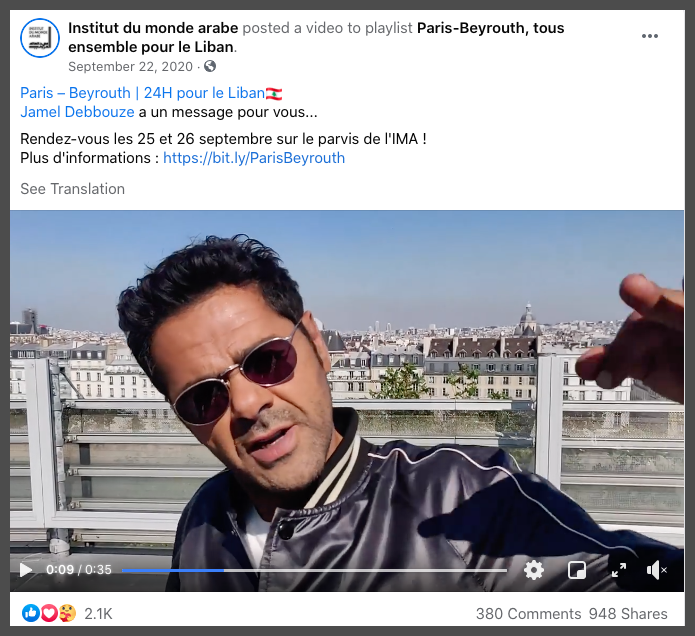 Institut du monde arabe posted a video to playlist Paris-Beyrouth, tous
ensemble pour le Liban.
September 22, 2020 ·
Paris – Beyrouth | 24H pour le Liban🇱🇧
Jamel Debbouze a un message pour vous...
Rendez-vous les 25 et 26 septembre sur le parvis de l'IMA !
Plus d'informations : https://bit.ly/ParisBeyrouth
See Translation
0:09 / 0:35
2.1K 380 Comments 948 Shares